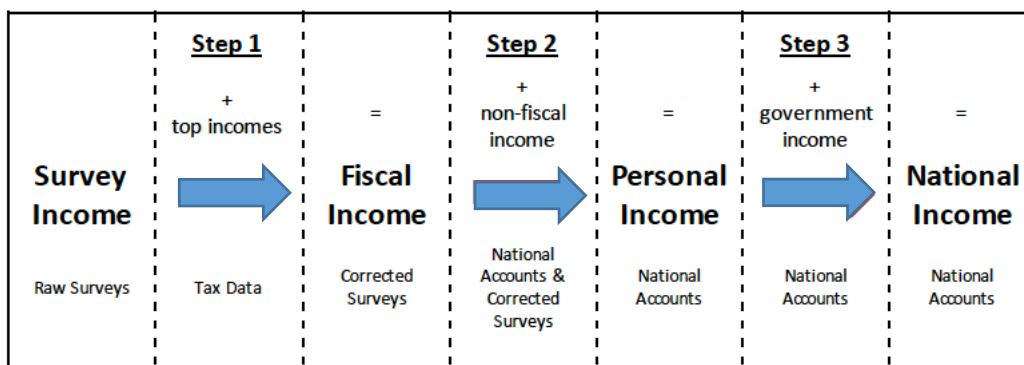 Step 1
Step 2
Step 3
+
top incomes
=
+
non-fiscal
income
=
+
government
income
=
Survey
Income
Fiscal
Income
Personal
Income
National
Income
Raw Surveys
Tax Data
Corrected
Surveys
National
Accounts &
Corrected
Surveys
National
Accounts
National
Accounts
National
Accounts